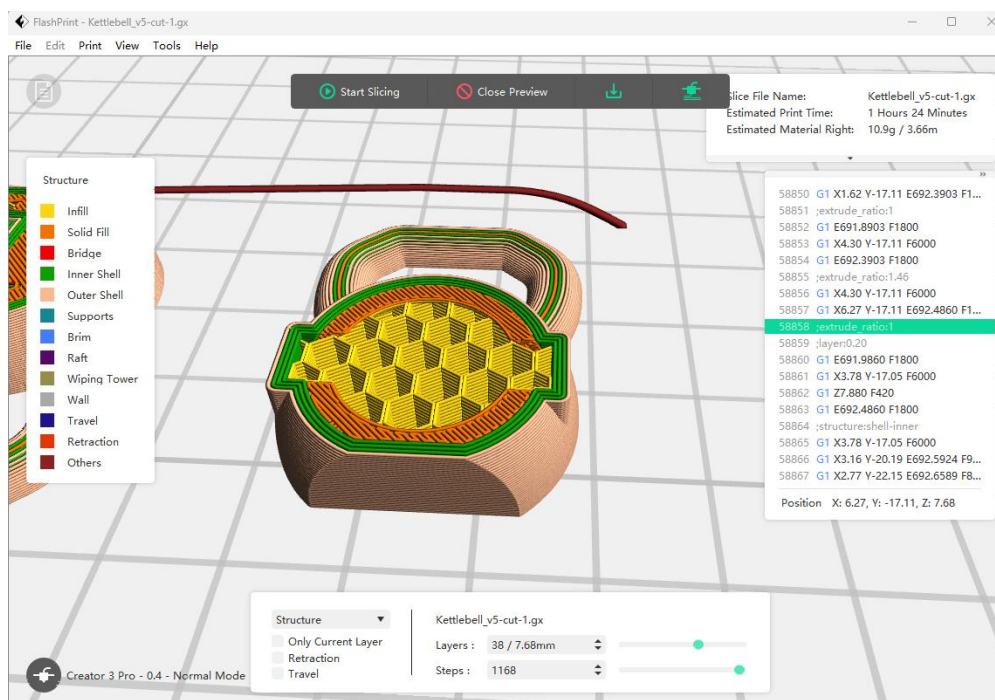 FlashPrint - Kettlebell_v5-cut-1.gx
File Edit Print View Tools Help
Start Slicing Close Preview
Slice File Name: Kettlebell_v5-cut-1.gx
Estimated Print Time: 1 Hours 24 Minutes
Estimated Material Right: 10.9g / 3.66m
Structure
Infill
Solid Fill
Bridge
Inner Shell
Outer Shell
Supports
Brim
Raft
Wiping Tower
Wall
Travel
Retraction
Others
58850 G1 X1.62 Y-17.11 E692.3903 F1...
58851 ;extrude_ratio:1
58852 G1 E691.8903 F1800
58853 G1 X4.30 Y-17.11 F6000
58854 G1 E692.3903 F1800
58855 ;extrude_ratio:1.46
58856 G1 X4.30 Y-17.11 F6000
58857 G1 X6.27 Y-17.11 E692.4860 F1...
58858 ;extrude_ratio:1
58859 ;layer:0.20
58860 G1 E691.9860 F1800
58861 G1 X3.78 Y-17.05 F6000
58862 G1 Z7.880 F420
58863 G1 E692.4860 F1800
58864 ;structure:shell-inner
58865 G1 X3.78 Y-17.05 F6000
58866 G1 X3.16 Y-20.19 E692.5924 F9...
58867 G1 X2.77 Y-22.15 E692.6589 F8...
Position X: 6.27, Y: -17.11, Z: 7.68
Structure
Only Current Layer
Retraction
Travel
Kettlebell_v5-cut-1.gx
Layers : 38 / 7.68mm
Steps : 1168
Creator 3 Pro - 0.4 - Normal Mode